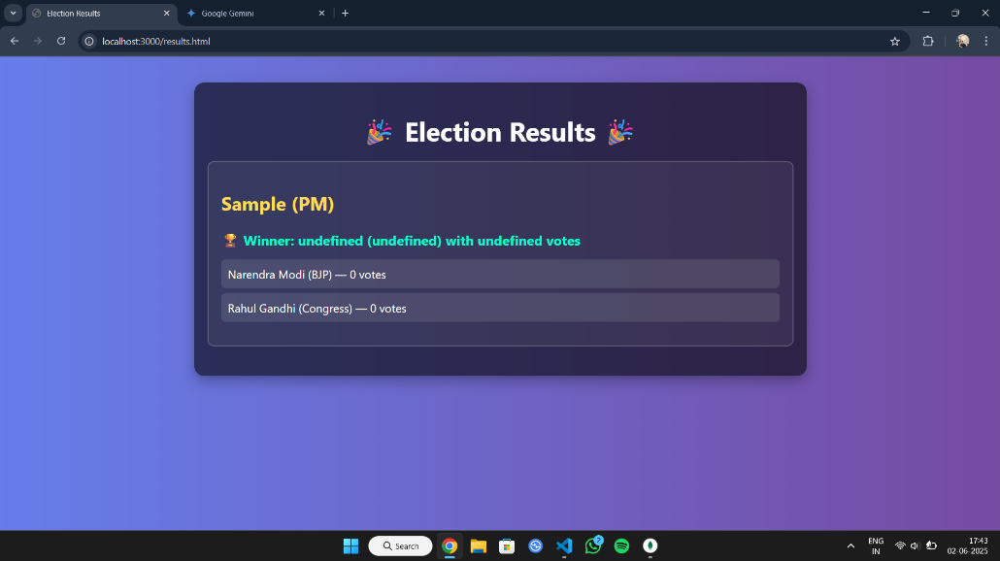 Election Results
Google Gemini
localhost:3000/results.html
🎉 Election Results 🎉
Sample (PM)
🏆 Winner: undefined (undefined) with undefined votes
Narendra Modi (BJP) — 0 votes
Rahul Gandhi (Congress) — 0 votes
Search
2
ENG
IN
17:43
02-06-2025